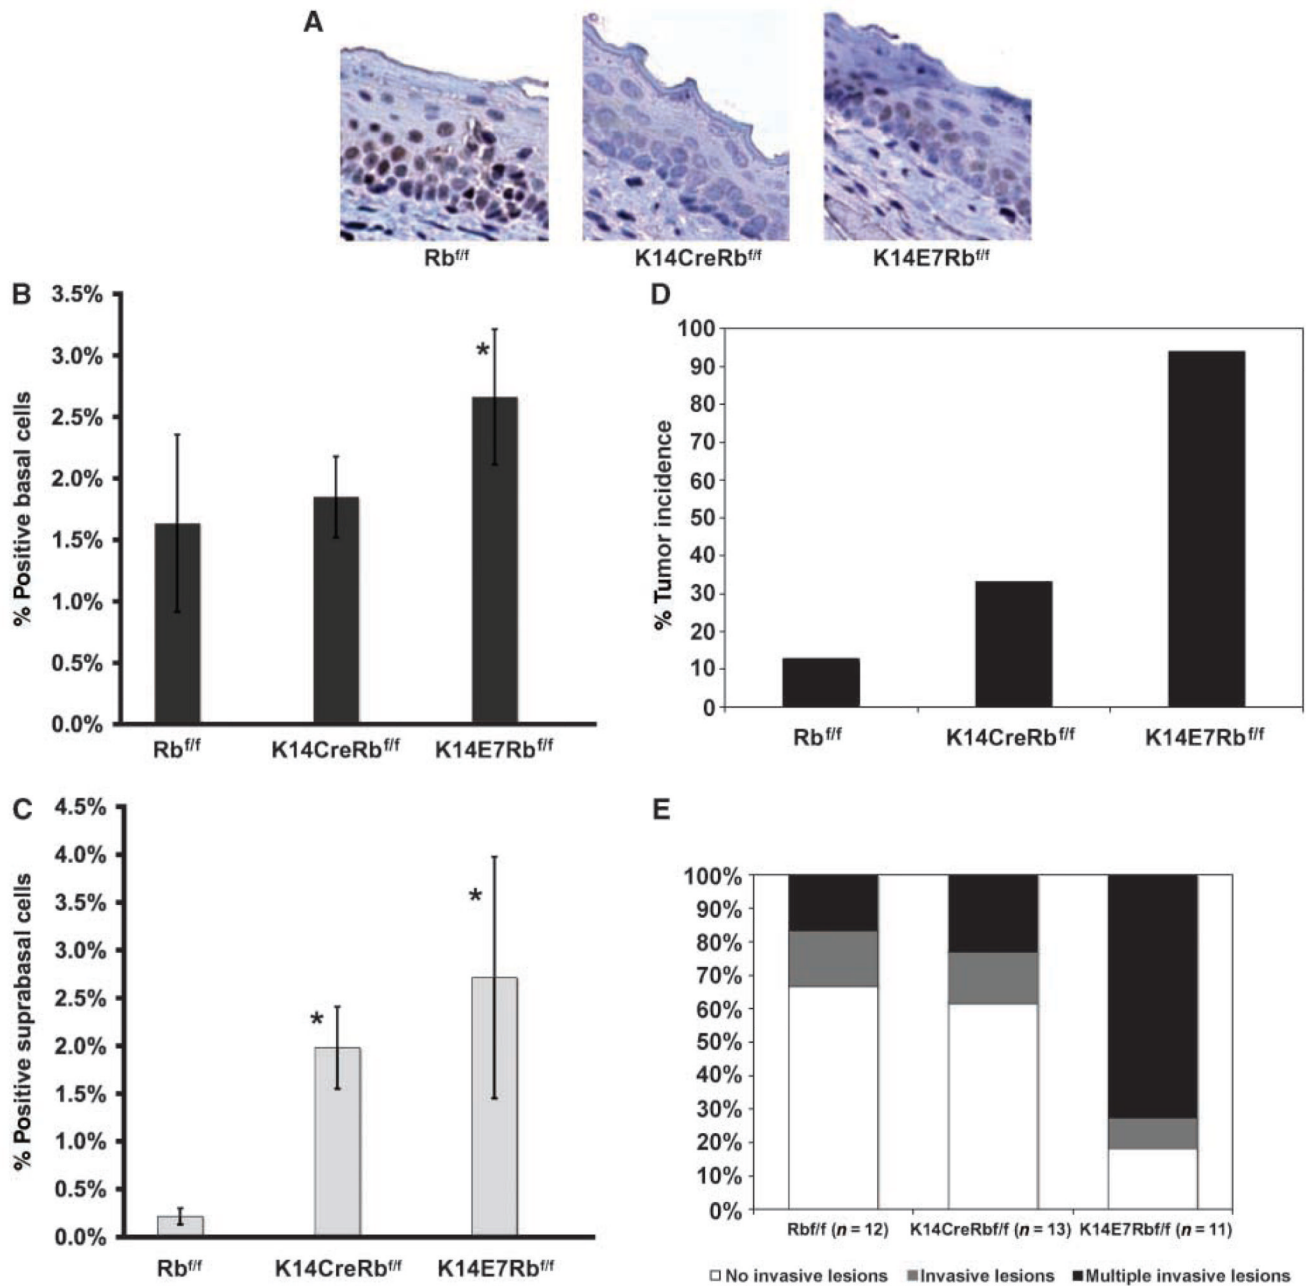 A
Rbf/f
K14CreRbf/f
K14E7Rbf/f
B
3.5%
3.0%
2.5%
2.0%
1.5%
1.0%
0.5%
0.0%
% Positive basal cells
*
Rbf/f
K14CreRbf/f
K14E7Rbf/f
D
100
90
80
70
60
50
40
30
20
10
0
% Tumor incidence
Rbf/f
K14CreRbf/f
K14E7Rbf/f
C
4.5%
4.0%
3.5%
3.0%
2.5%
2.0%
1.5%
1.0%
0.5%
0.0%
% Positive suprabasal cells
*
*
Rbf/f
K14CreRbf/f
K14E7Rbf/f
E
100%
90%
80%
70%
60%
50%
40%
30%
20%
10%
0%
Rbf/f (n = 12) K14CreRbf/f (n = 13) K14E7Rbf/f (n = 11)
No invasive lesions Invasive lesions Multiple invasive lesions